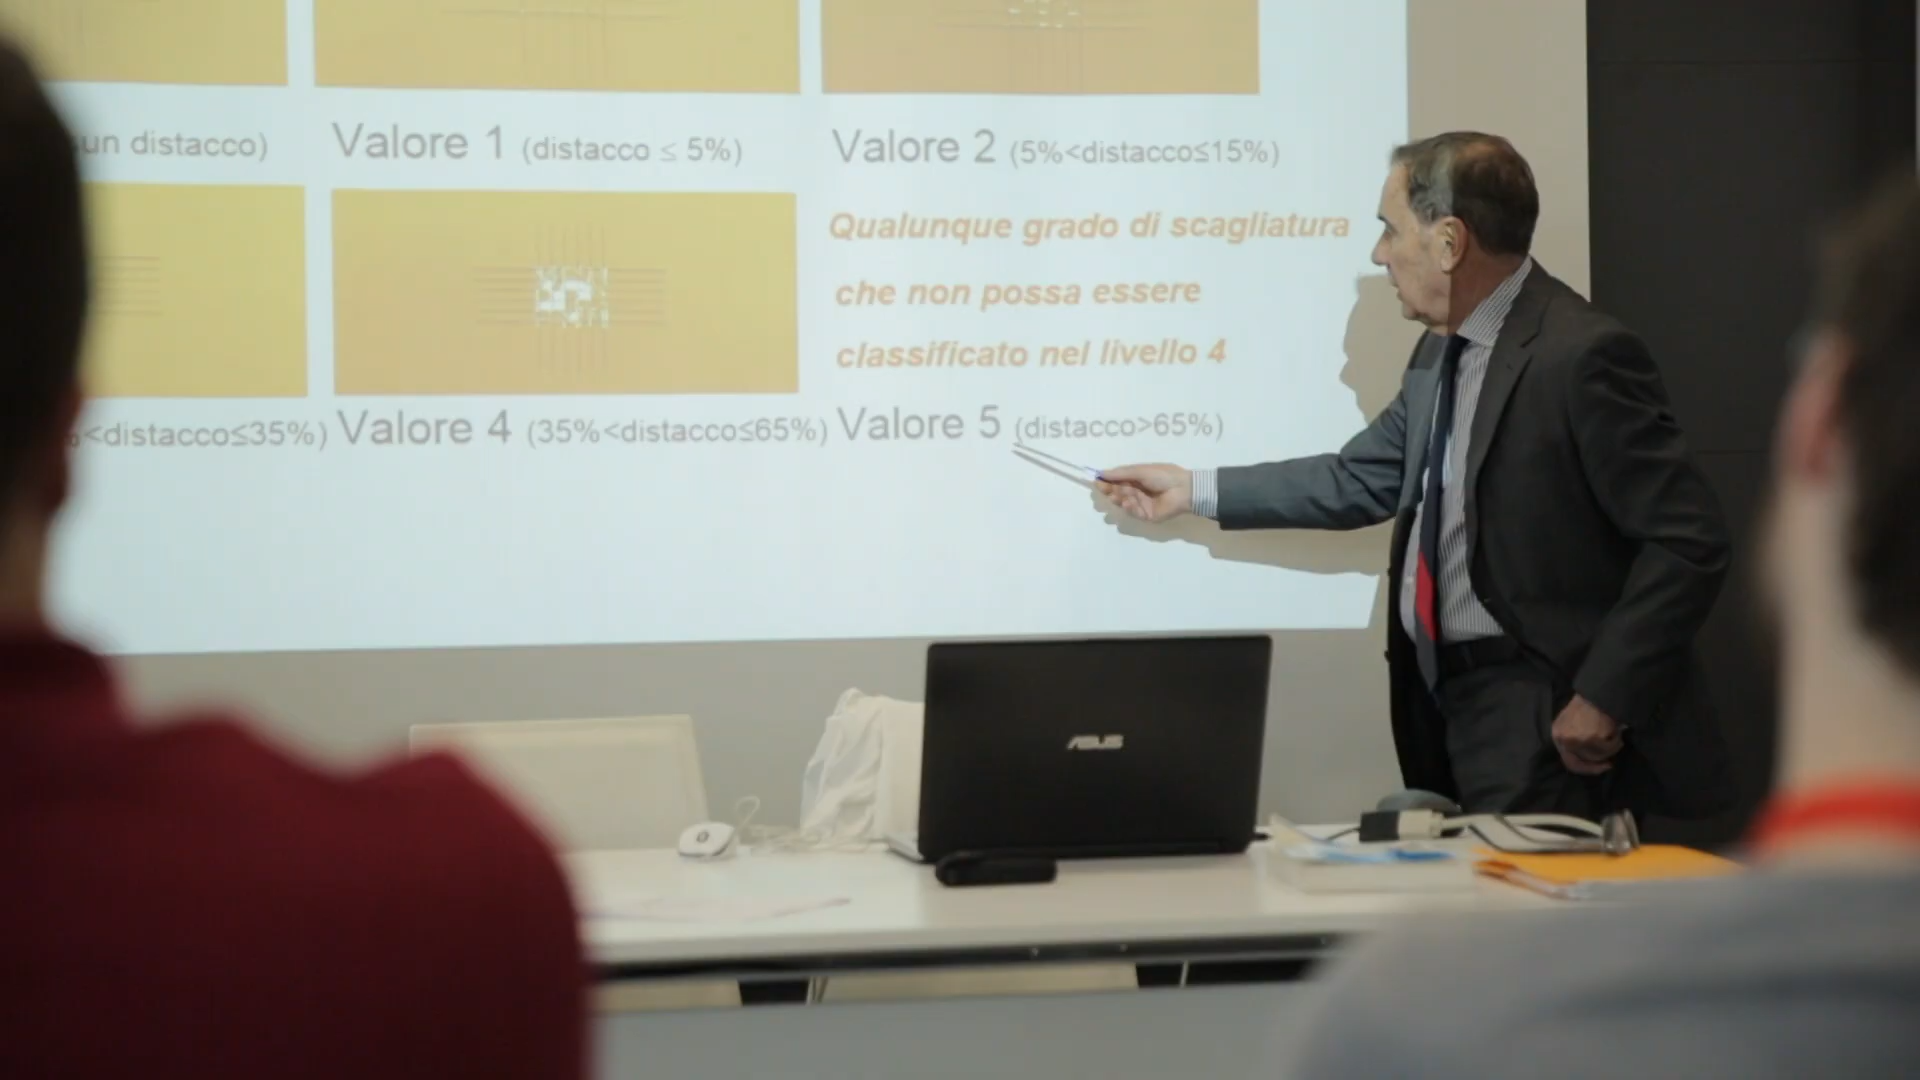 un distacco) Valore 1 (distacco ≤ 5%) Valore 2 (5%<distacco≤15%)
Qualunque grado di scagliatura
che non possa essere
classificato nel livello 4
<distacco≤35%) Valore 4 (35%<distacco≤65%) Valore 5 (distacco>65%)
ASUS